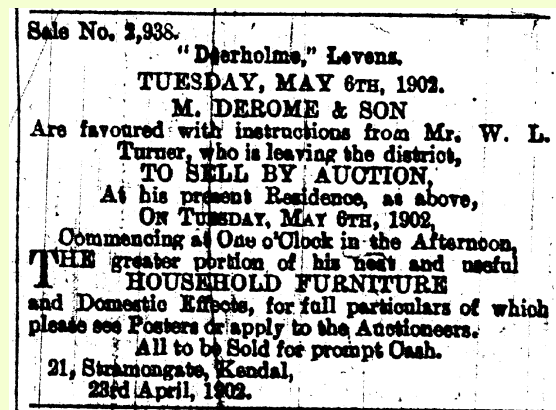 Sale No. 2,938.
"Deerholme," Levens.
TUESDAY, MAY 6TH, 1902.
M. DEROME & SON
Are favoured with instructions from Mr. W. L.
Turner, who is leaving the district,
TO SELL BY AUCTION,
At his present Residence, as above,
ON TUESDAY, MAY 6TH, 1902,
Commencing at One o'Clock in the Afternoon,
THE greater portion of his neat and useful
HOUSEHOLD FURNITURE
and Domestic Effects, for full particulars of which
please see Posters or apply to the Auctioneers.
All to be Sold for prompt Cash.
21, Stramongate, Kendal,
23rd April, 1902.